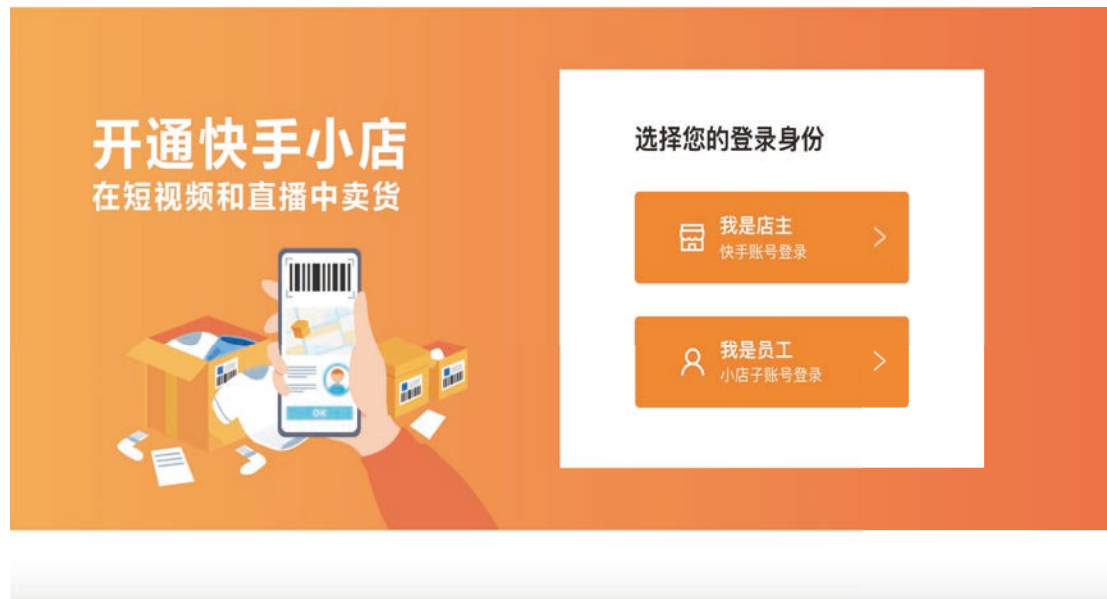 开通快手小店
在短视频和直播中卖货
选择您的登录身份
我是店主
快手账号登录
我是员工
小店子账号登录
OK